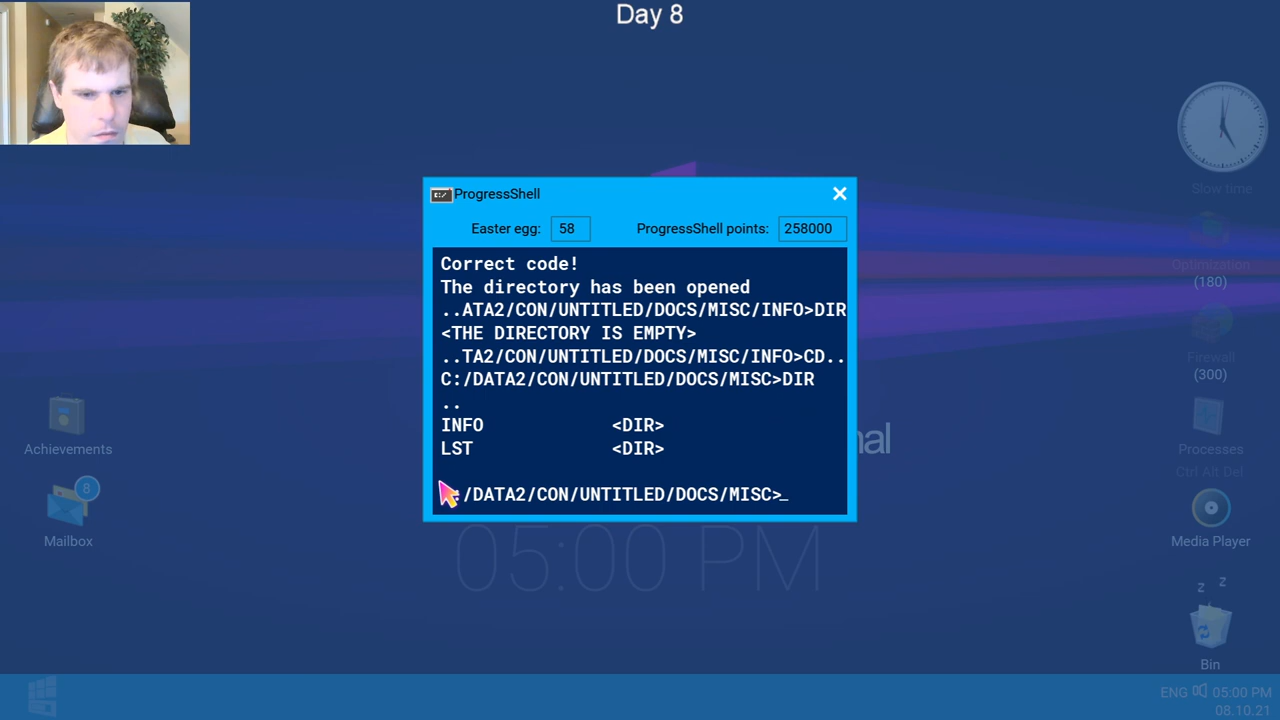 Day 8
ProgressShell
Easter egg: 58 ProgressShell points: 258000
Correct code!
The directory has been opened
..ATA2/CON/UNTITLED/DOCS/MISC/INFO>DIR
<THE DIRECTORY IS EMPTY>
..TA2/CON/UNTITLED/DOCS/MISC/INFO>CD..
C:/DATA2/CON/UNTITLED/DOCS/MISC>DIR
..
INFO <DIR>
LST <DIR>
/DATA2/CON/UNTITLED/DOCS/MISC>_
nal
05:00 PM
Achievements
8
Mailbox
Slow time
Optimization
(180)
Firewall
(300)
Processes
Ctrl Alt Del
Media Player
z z
Bin
ENG 05:00 PM
08.10.21